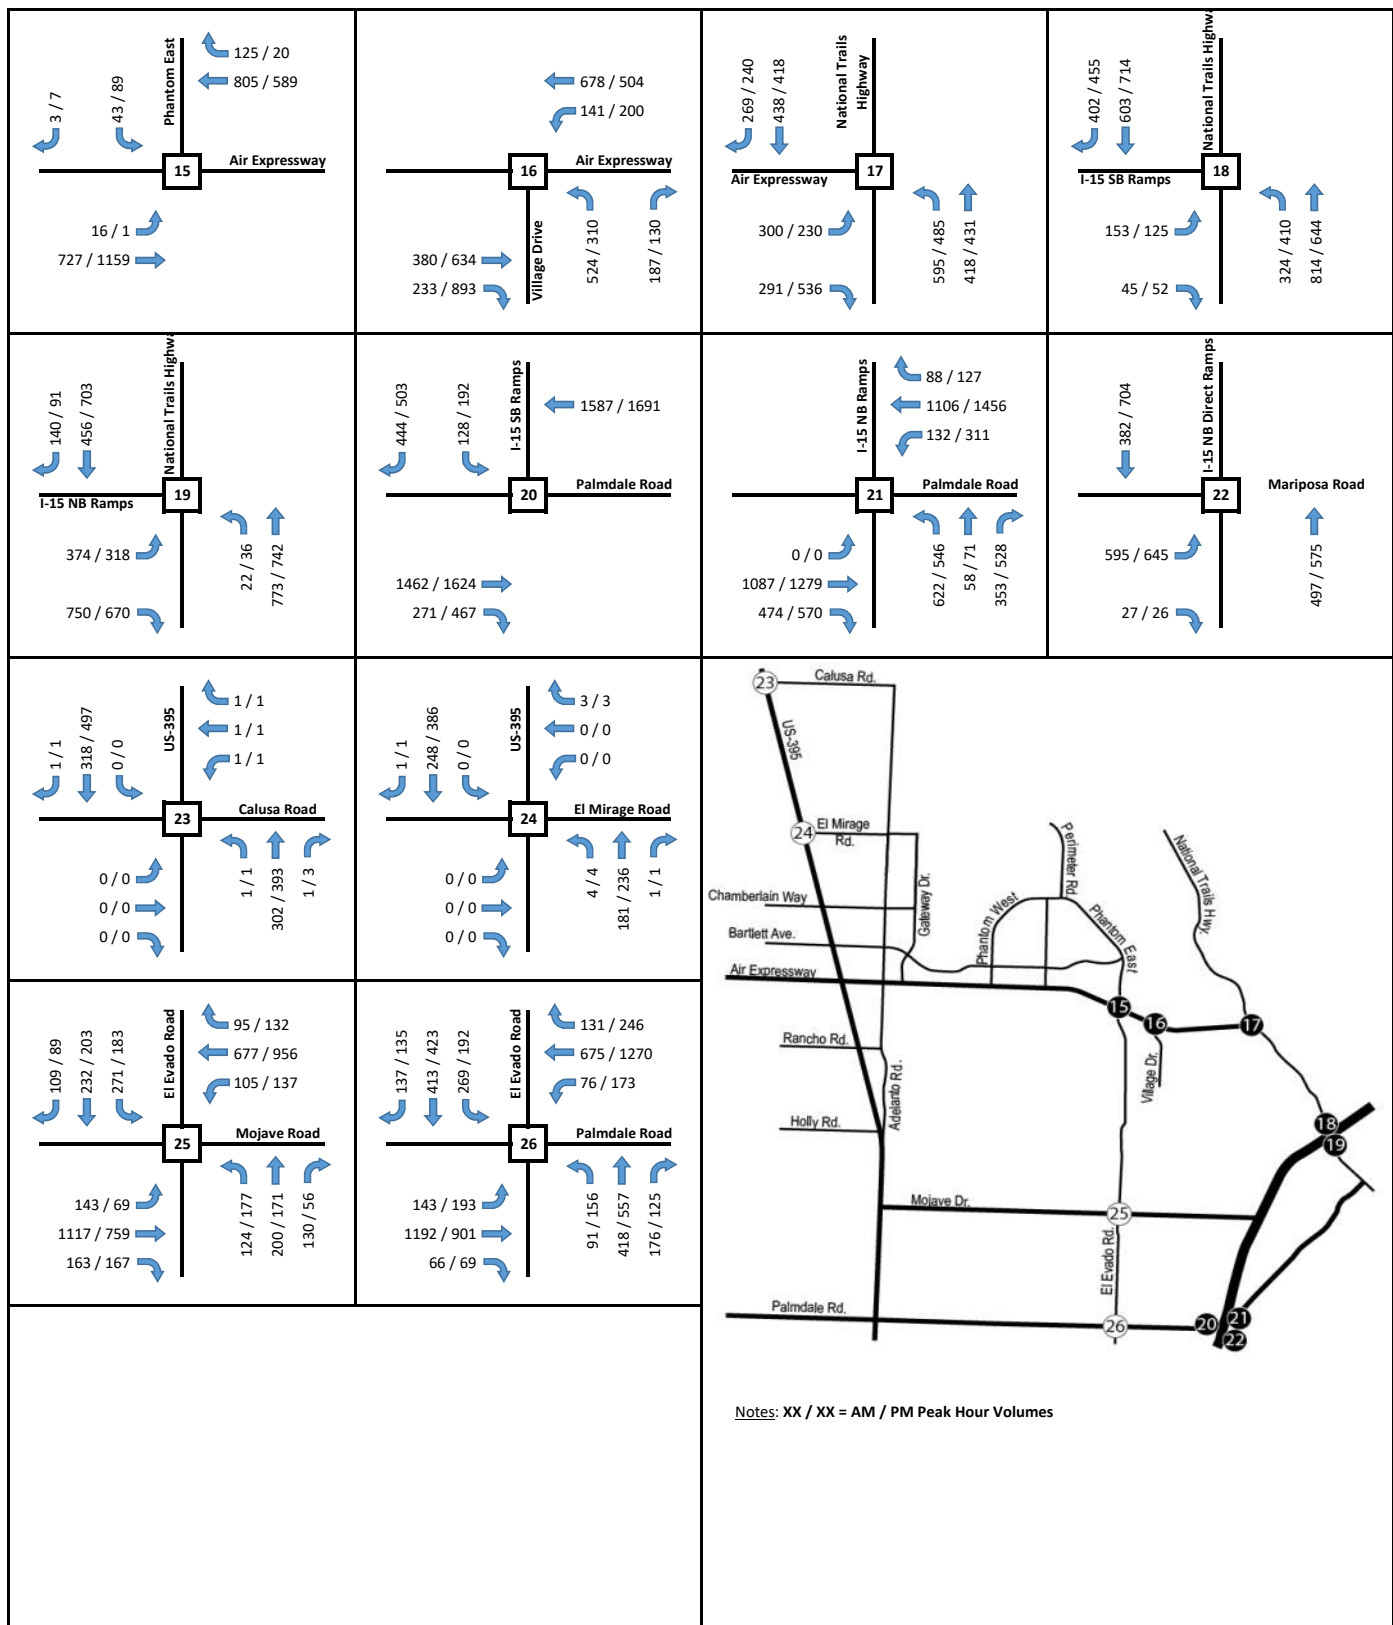 Phantom East
125 / 20
805 / 589
3 / 7
43 / 89
15
Air Expressway
16 / 1
727 / 1159
678 / 504
141 / 200
16
Air Expressway
Village Drive
380 / 634
233 / 893
524 / 310
187 / 130
National Trails
Highway
269 / 240
438 / 418
Air Expressway
17
300 / 230
291 / 536
595 / 485
418 / 431
National Trails Highway
402 / 455
603 / 714
I-15 SB Ramps
18
153 / 125
45 / 52
324 / 410
814 / 644
National Trails Highwa
140 / 91
456 / 703
I-15 NB Ramps
19
374 / 318
750 / 670
22 / 36
773 / 742
I-15 SB Ramps
444 / 503
128 / 192
1587 / 1691
20
Palmdale Road
1462 / 1624
271 / 467
I-15 NB Ramps
88 / 127
1106 / 1456
132 / 311
21
Palmdale Road
0 / 0
1087 / 1279
474 / 570
622 / 546
58 / 71
353 / 528
I-15 NB Direct Ramps
382 / 704
22
Mariposa Road
595 / 645
27 / 26
497 / 575
US-395
1 / 1
318 / 497
0 / 0
1 / 1
1 / 1
1 / 1
23
Calusa Road
0 / 0
0 / 0
0 / 0
1 / 1
302 / 393
1 / 3
US-395
1 / 1
248 / 386
0 / 0
3 / 3
0 / 0
0 / 0
24
El Mirage Road
0 / 0
0 / 0
0 / 0
4 / 4
181 / 236
1 / 1
El Evado Road
109 / 89
232 / 203
271 / 183
95 / 132
677 / 956
105 / 137
25
Mojave Road
143 / 69
1117 / 759
163 / 167
124 / 177
200 / 171
130 / 56
El Evado Road
137 / 135
413 / 423
269 / 192
131 / 246
675 / 1270
76 / 173
26
Palmdale Road
143 / 193
1192 / 901
66 / 69
91 / 156
418 / 557
176 / 125
23
Calusa Rd.
US-395
24
El Mirage
Rd.
Chamberlain Way
Gateway Dr.
Bartlett Ave.
Air Expressway
Phantom West
Perimeter Rd.
Phantom East
National Trails Hwy.
15
16
17
Rancho Rd.
Adelanto Rd.
Village Dr.
Holly Rd.
18
19
Mojave Dr.
25
El Evado Rd.
Palmdale Rd.
26
20
21
22
Notes: XX / XX = AM / PM Peak Hour Volumes